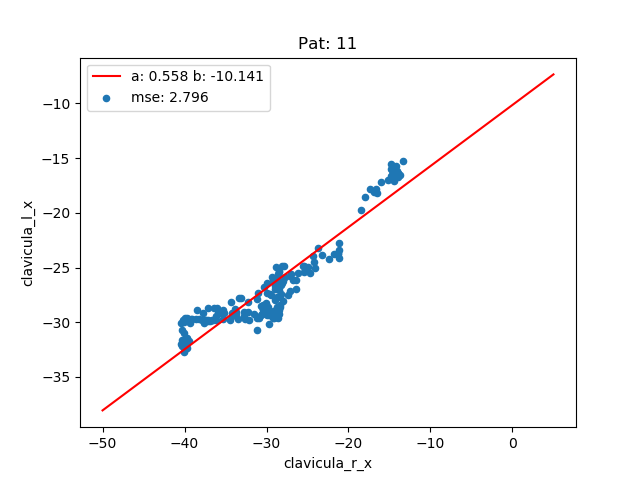 Pat: 11
a: 0.558 b: -10.141
mse: 2.796
−10
−15
−20
−25
−30
−35
clavicula_l_x
−50 −40 −30 −20 −10 0
clavicula_r_x